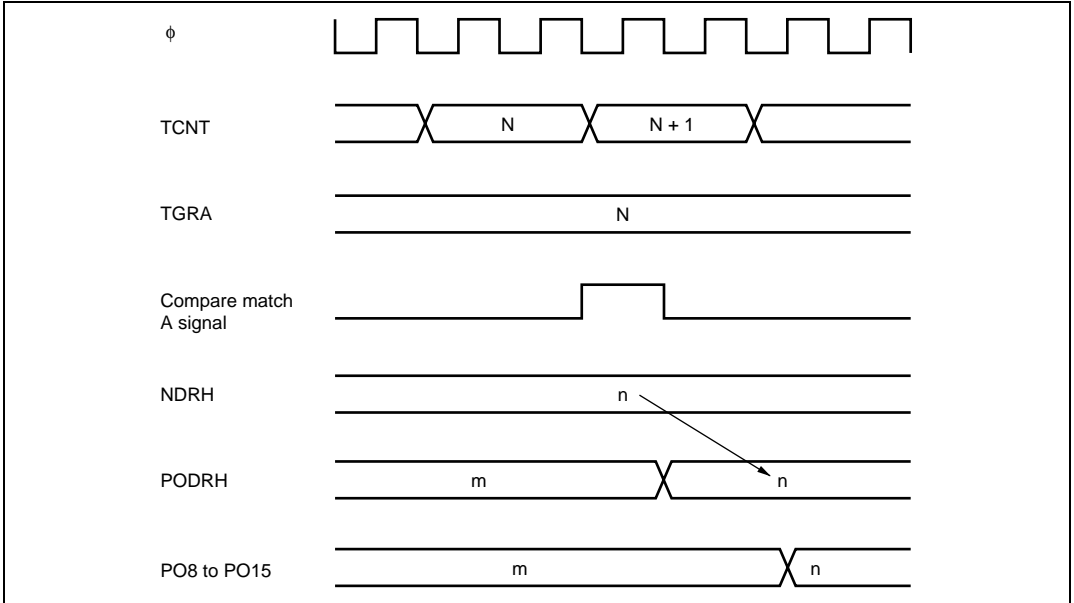 ϕ
TCNT
N
N + 1
TGRA
N
Compare match
A signal
NDRH
n
PODRH
m
n
PO8 to PO15
m
n